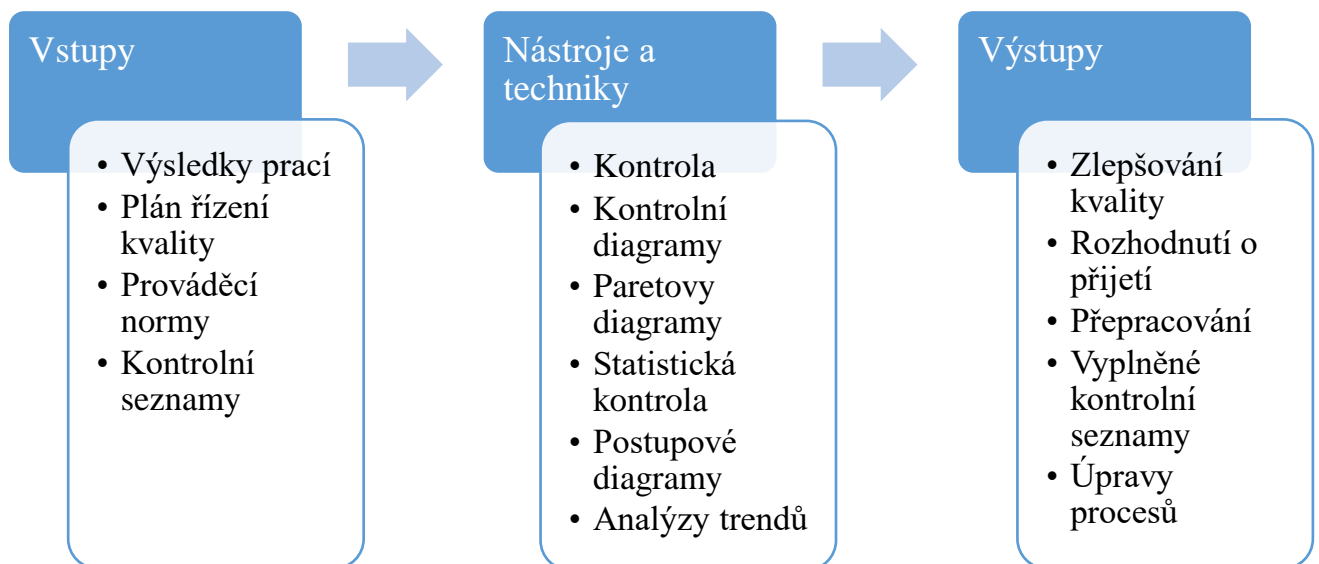 Vstupy
• Výsledky prací
• Plán řízení
kvality
• Prováděcí
normy
• Kontrolní
seznamy
Nástroje a
techniky
• Kontrola
• Kontrolní
diagramy
• Paretovy
diagramy
• Statistická
kontrola
• Postupové
diagramy
• Analýzy trendů
Výstupy
• Zlepšování
kvality
• Rozhodnutí o
přijetí
• Přepracování
• Vyplněné
kontrolní
seznamy
• Úpravy
procesů